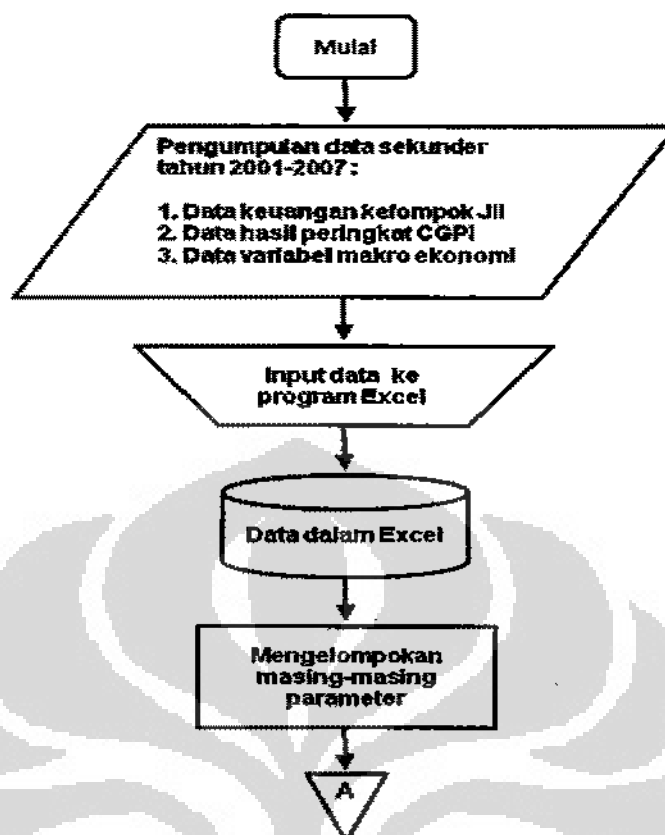 Mulai
Pengumpulan data sekunder
tahun 2001-2007 :
1. Data keuangan kelompok JII
2. Data hasil peringkat CGPI
3. Data variabel makro ekonomi
Input data ke
program Excel
Data dalam Excel
Mengelompokan
masing-masing
parameter
A